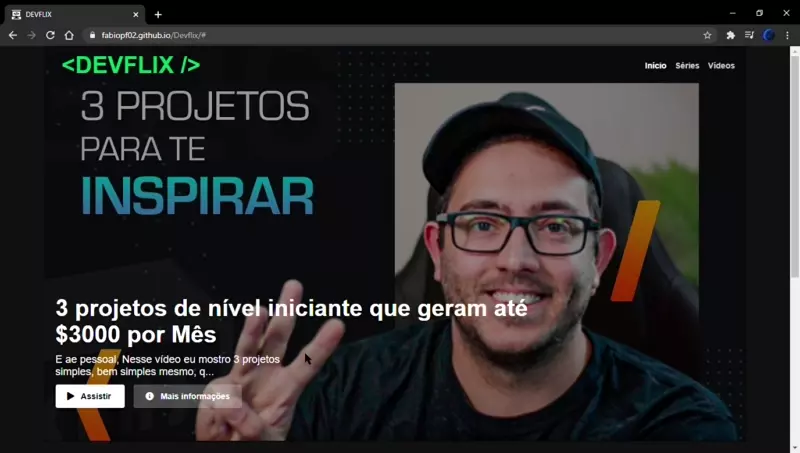 DEVFLIX
fabiopf02.github.io/Devflix/#
<DEVFLIX />
Início
Séries
Vídeos
3 PROJETOS
PARA TE
INSPIRAR
3 projetos de nível iniciante que geram até
$3000 por Mês
E ae pessoal, Nesse vídeo eu mostro 3 projetos
simples, bem simples mesmo, q...
Assistir
Mais informações